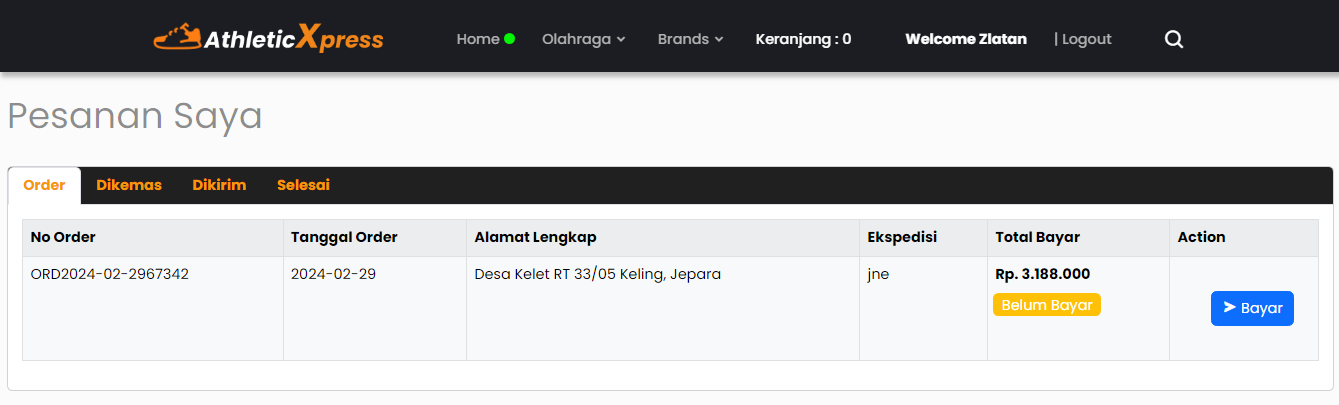 AthleticXpress Home Olahraga Brands Keranjang : 0 Welcome Zlatan | Logout
Pesanan Saya
Order Dikemas Dikirim Selesai
No Order Tanggal Order Alamat Lengkap Ekspedisi Total Bayar Action
ORD2024-02-2967342 2024-02-29 Desa Kelet RT 33/05 Keling, Jepara jne Rp. 3.188.000
Belum Bayar Bayar